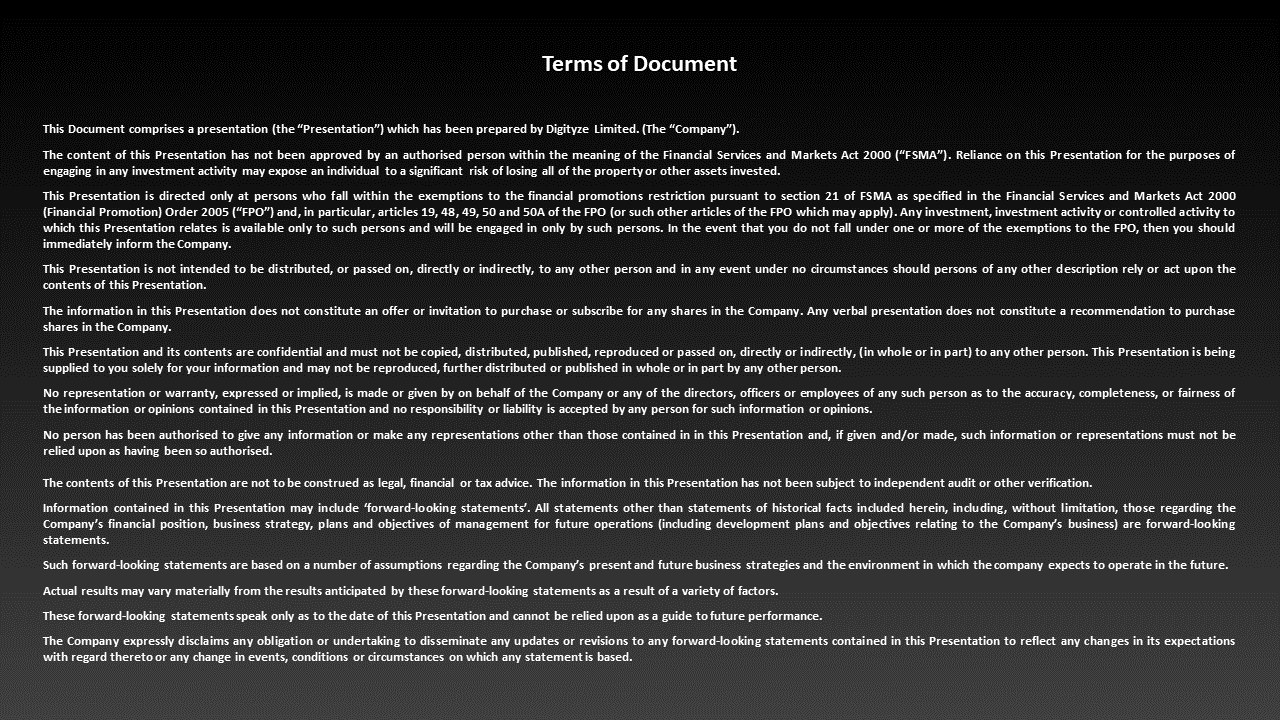 Terms of Document
This Document comprises a presentation (the “Presentation”) which has been prepared by Digityze Limited. (The “Company”).
The content of this Presentation has not been approved by an authorised person within the meaning of the Financial Services and Markets Act 2000 (“FSMA”). Reliance on this Presentation for the purposes of
engaging in any investment activity may expose an individual to a significant risk of losing all of the property or other assets invested.
This Presentation is directed only at persons who fall within the exemptions to the financial promotions restriction pursuant to section 21 of FSMA as specified in the Financial Services and Markets Act 2000
(Financial Promotion) Order 2005 (“FPO”) and, in particular, articles 19, 48, 49, 50 and 50A of the FPO (or such other articles of the FPO which may apply). Any investment, investment activity or controlled activity to
which this Presentation relates is available only to such persons and will be engaged in only by such persons. In the event that you do not fall under one or more of the exemptions to the FPO, then you should
immediately inform the Company.
This Presentation is not intended to be distributed, or passed on, directly or indirectly, to any other person and in any event under no circumstances should persons of any other description rely or act upon the
contents of this Presentation.
The information in this Presentation does not constitute an offer or invitation to purchase or subscribe for any shares in the Company. Any verbal presentation does not constitute a recommendation to purchase
shares in the Company.
This Presentation and its contents are confidential and must not be copied, distributed, published, reproduced or passed on, directly or indirectly, (in whole or in part) to any other person. This Presentation is being
supplied to you solely for your information and may not be reproduced, further distributed or published in whole or in part by any other person.
No representation or warranty, expressed or implied, is made or given by on behalf of the Company or any of the directors, officers or employees of any such person as to the accuracy, completeness, or fairness of
the information or opinions contained in this Presentation and no responsibility or liability is accepted by any person for such information or opinions.
No person has been authorised to give any information or make any representations other than those contained in in this Presentation and, if given and/or made, such information or representations must not be
relied upon as having been so authorised.
The contents of this Presentation are not to be construed as legal, financial or tax advice. The information in this Presentation has not been subject to independent audit or other verification.
Information contained in this Presentation may include ‘forward-looking statements’. All statements other than statements of historical facts included herein, including, without limitation, those regarding the
Company’s financial position, business strategy, plans and objectives of management for future operations (including development plans and objectives relating to the Company’s business) are forward-looking
statements.
Such forward-looking statements are based on a number of assumptions regarding the Company’s present and future business strategies and the environment in which the company expects to operate in the future.
Actual results may vary materially from the results anticipated by these forward-looking statements as a result of a variety of factors.
These forward-looking statements speak only as to the date of this Presentation and cannot be relied upon as a guide to future performance.
The Company expressly disclaims any obligation or undertaking to disseminate any updates or revisions to any forward-looking statements contained in this Presentation to reflect any changes in its expectations
with regard thereto or any change in events, conditions or circumstances on which any statement is based.